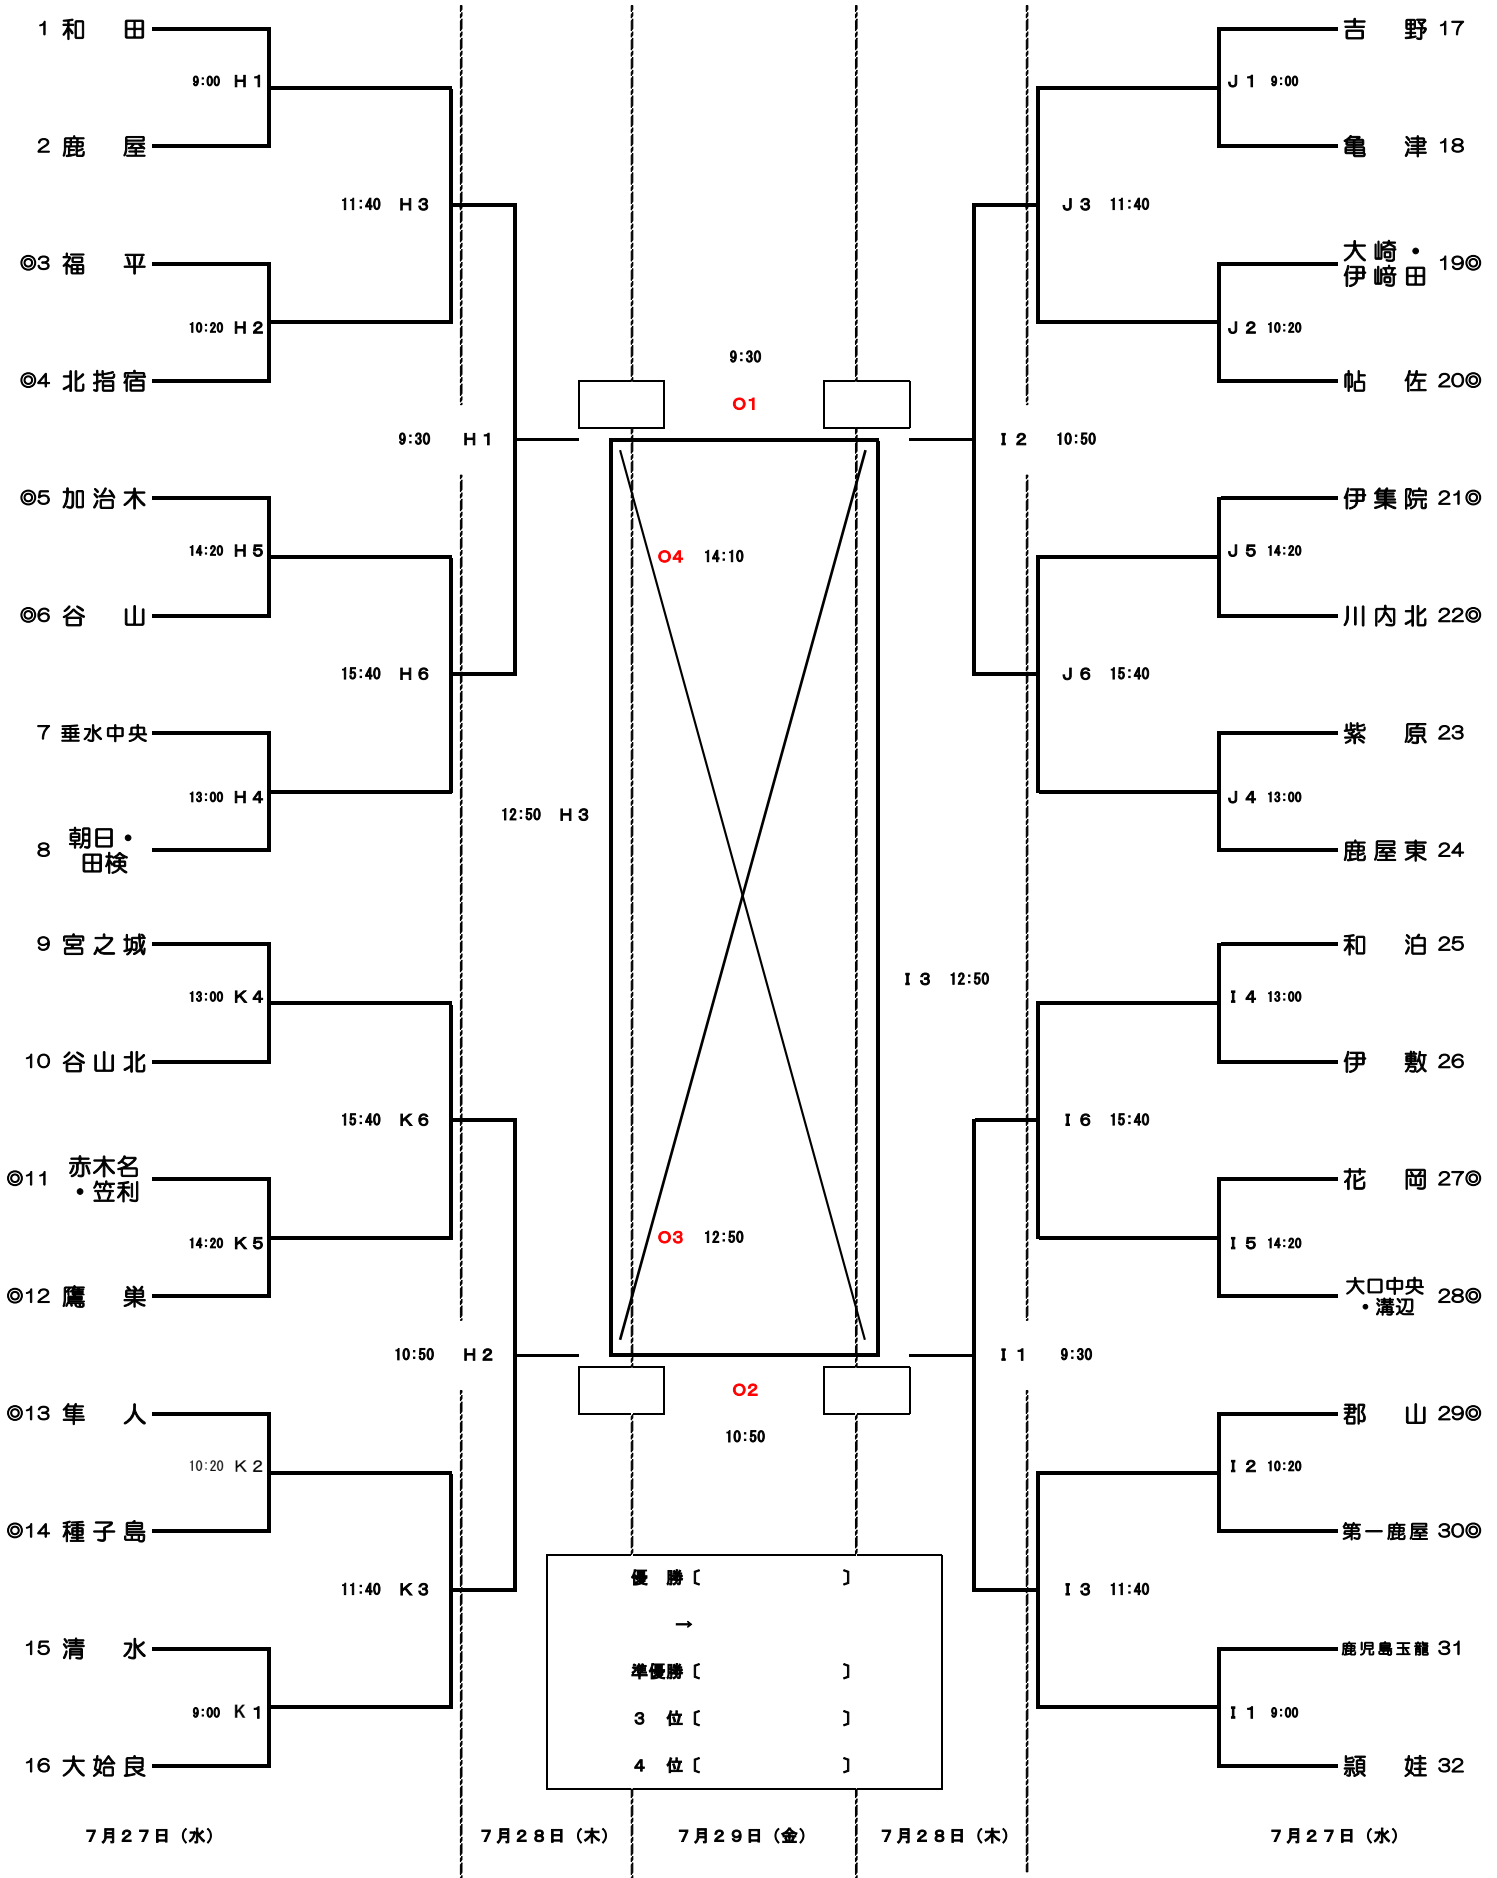 1 和 田
9:00 H 1
2 鹿 屋
11:40 H 3
◎3 福 平
10:20 H 2
◎4 北指宿
9:30 H 1
◎5 加治木
14:20 H 5
◎6 谷 山
15:40 H 6
7 垂水中央
13:00 H 4
8 朝日・
田検
12:50 H 3
9 宮之城
13:00 K 4
10 谷山北
15:40 K 6
◎11 赤木名
・笠利
14:20 K 5
◎12 鷹 巣
10:50 H 2
◎13 隼 人
10:20 K 2
◎14 種子島
11:40 K 3
15 清 水
9:00 K 1
16 大姶良
9:30
O1
O4 14:10
O3 12:50
O2
10:50
優 勝〔 〕
→
準優勝〔 〕
3 位〔 〕
4 位〔 〕
吉 野 17
J 1 9:00
亀 津 18
J 3 11:40
大崎・
伊﨑田 19◎
J 2 10:20
帖 佐 20◎
I 2 10:50
伊集院 21◎
J 5 14:20
川内北 22◎
J 6 15:40
紫 原 23
J 4 13:00
鹿屋東 24
I 3 12:50
和 泊 25
I 4 13:00
伊 敷 26
I 6 15:40
花 岡 27◎
I 5 14:20
大口中央
・溝辺 28◎
I 1 9:30
郡 山 29◎
I 2 10:20
第一鹿屋 30◎
I 3 11:40
鹿児島玉龍 31
I 1 9:00
頴 娃 32
7月27日（水）
7月28日（木）
7月29日（金）
7月28日（木）
7月27日（水）